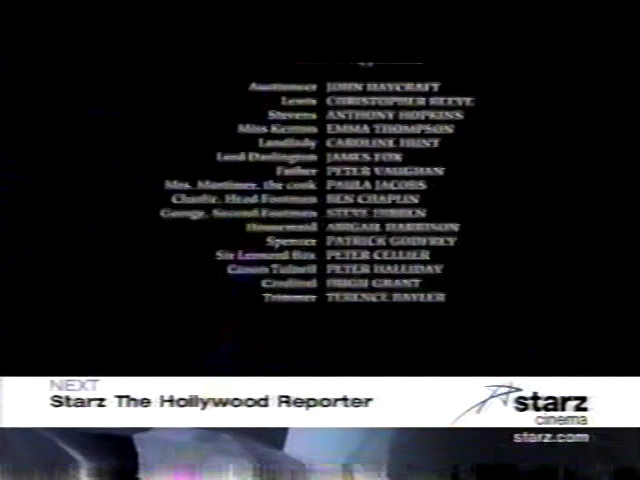 Auctioneer JOHN HAYCRAFT
Lewis CHRISTOPHER REEVE
Stevens ANTHONY HOPKINS
Miss Kenton EMMA THOMPSON
Landlady CAROLINE HUNT
Lord Darlington JAMES FOX
Father PETER VAUGHAN
Mrs. Mortimer, the cook PAULA JACOBS
Charlie, Head Footman BEN CHAPLIN
George, Second Footman STEVE DIBBEN
Housemaid ABIGAIL HARRISON
Spencer PATRICK GODFREY
Sir Leonard Bax PETER CELLIER
Canon Tufnell PETER HALLIDAY
Cardinal HUGH GRANT
Trimmer TERENCE BAYLER
NEXT
Starz The Hollywood Reporter
starz
cinema
starz.com